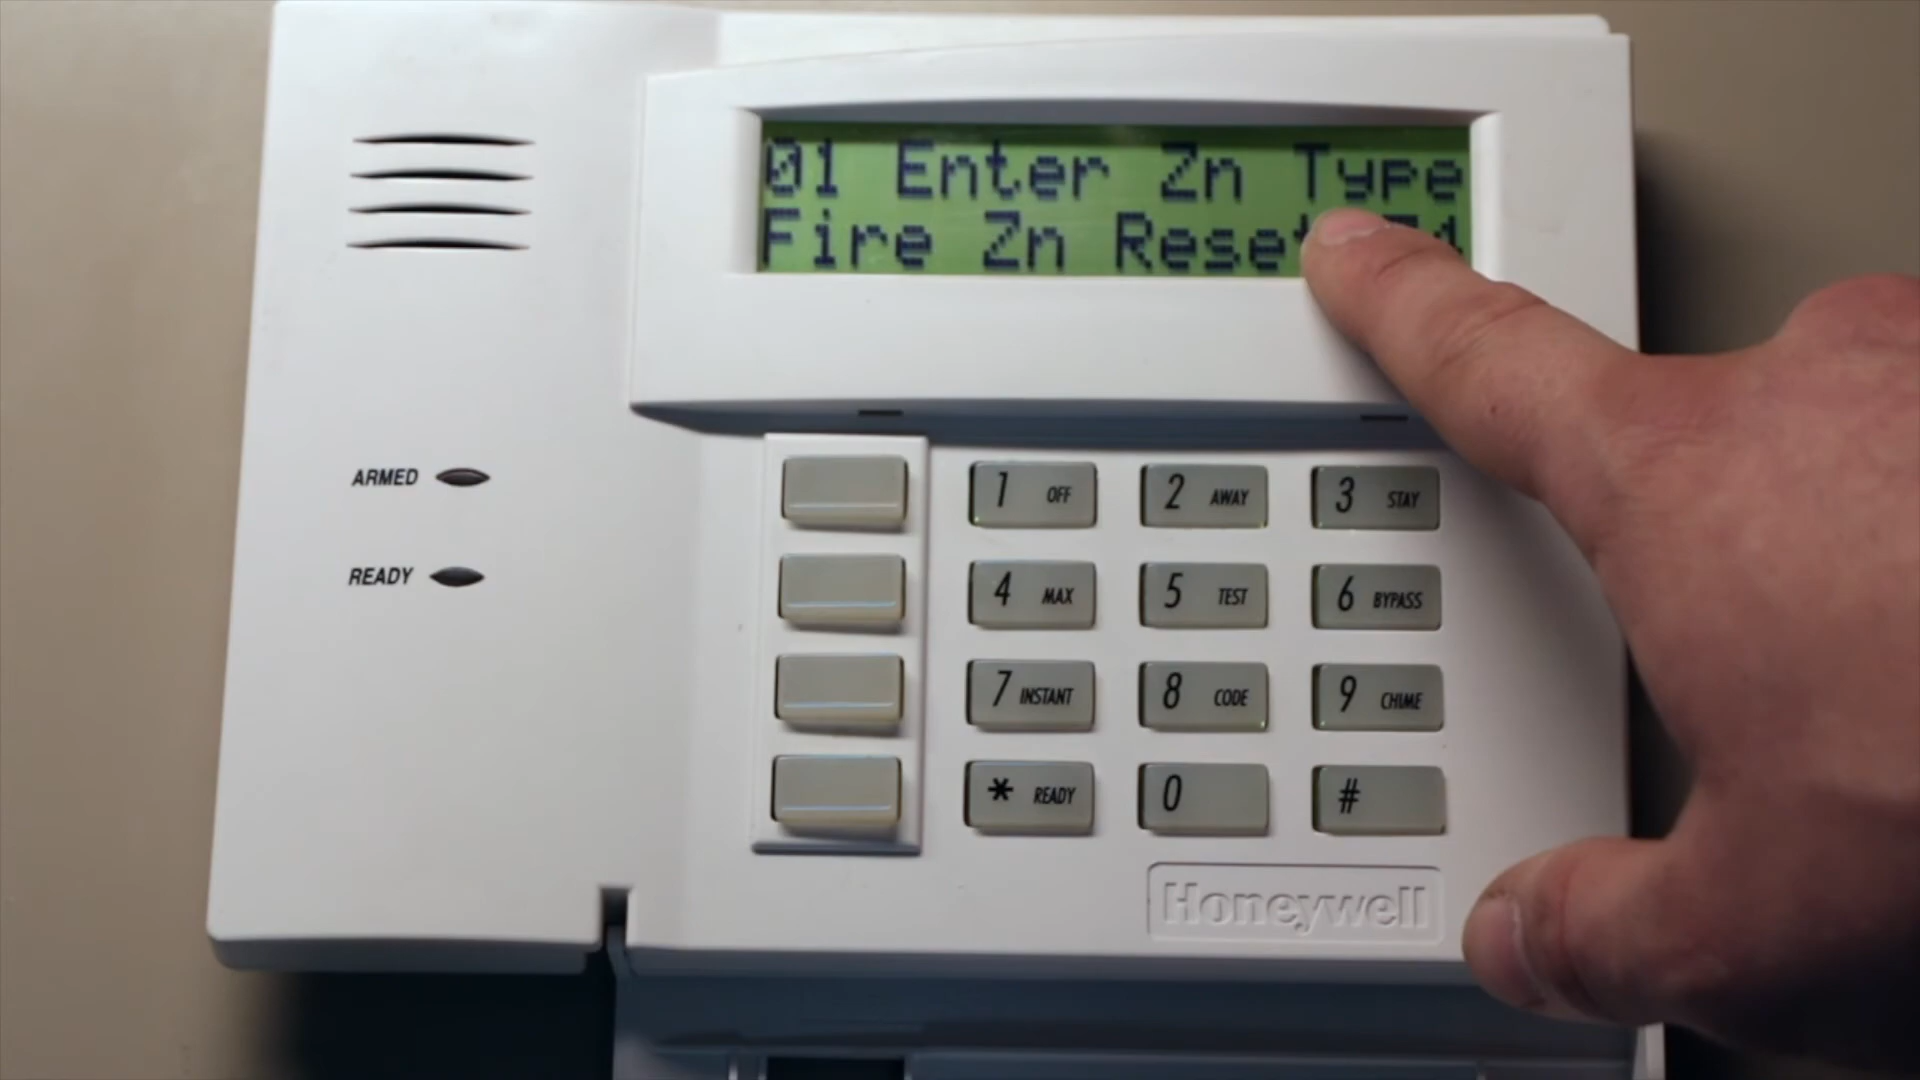 01 Enter Zn Type
Fire Zn Reset
ARMED
READY
1 OFF
2 AWAY
3 STAY
4 MAX
5 TEST
6 BYPASS
7 INSTANT
8 CODE
9 CHIME
* READY
0
#
Honeywell